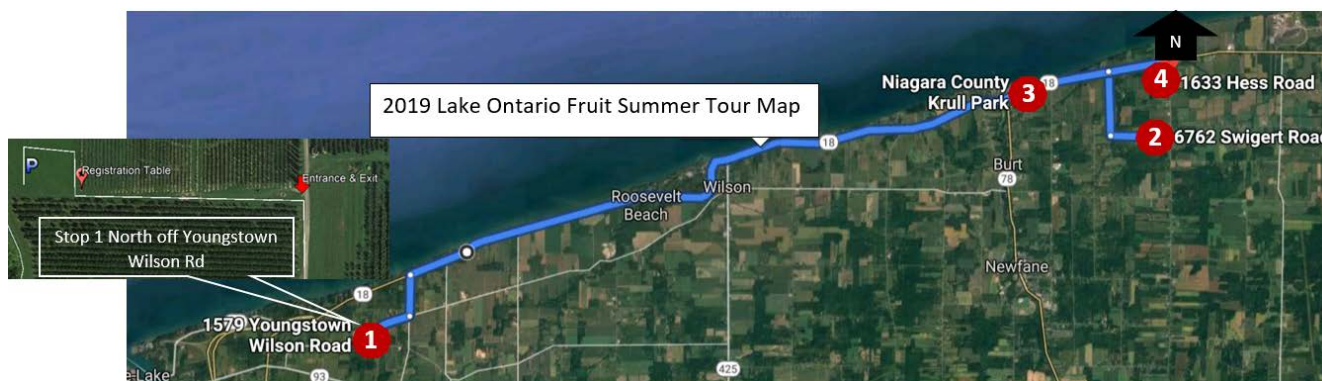 N
2019 Lake Ontario Fruit Summer Tour Map
Niagara County
Krull Park
3
18
4
1633 Hess Road
2
6762 Swigert Road
18
P
Registration Table
Entrance & Exit
Burt
78
Roosevelt
Beach
Wilson
Stop 1 North off Youngstown
Wilson Rd
Newfane
18
1579 Youngstown
Wilson Road
1
93
425
e-Lake